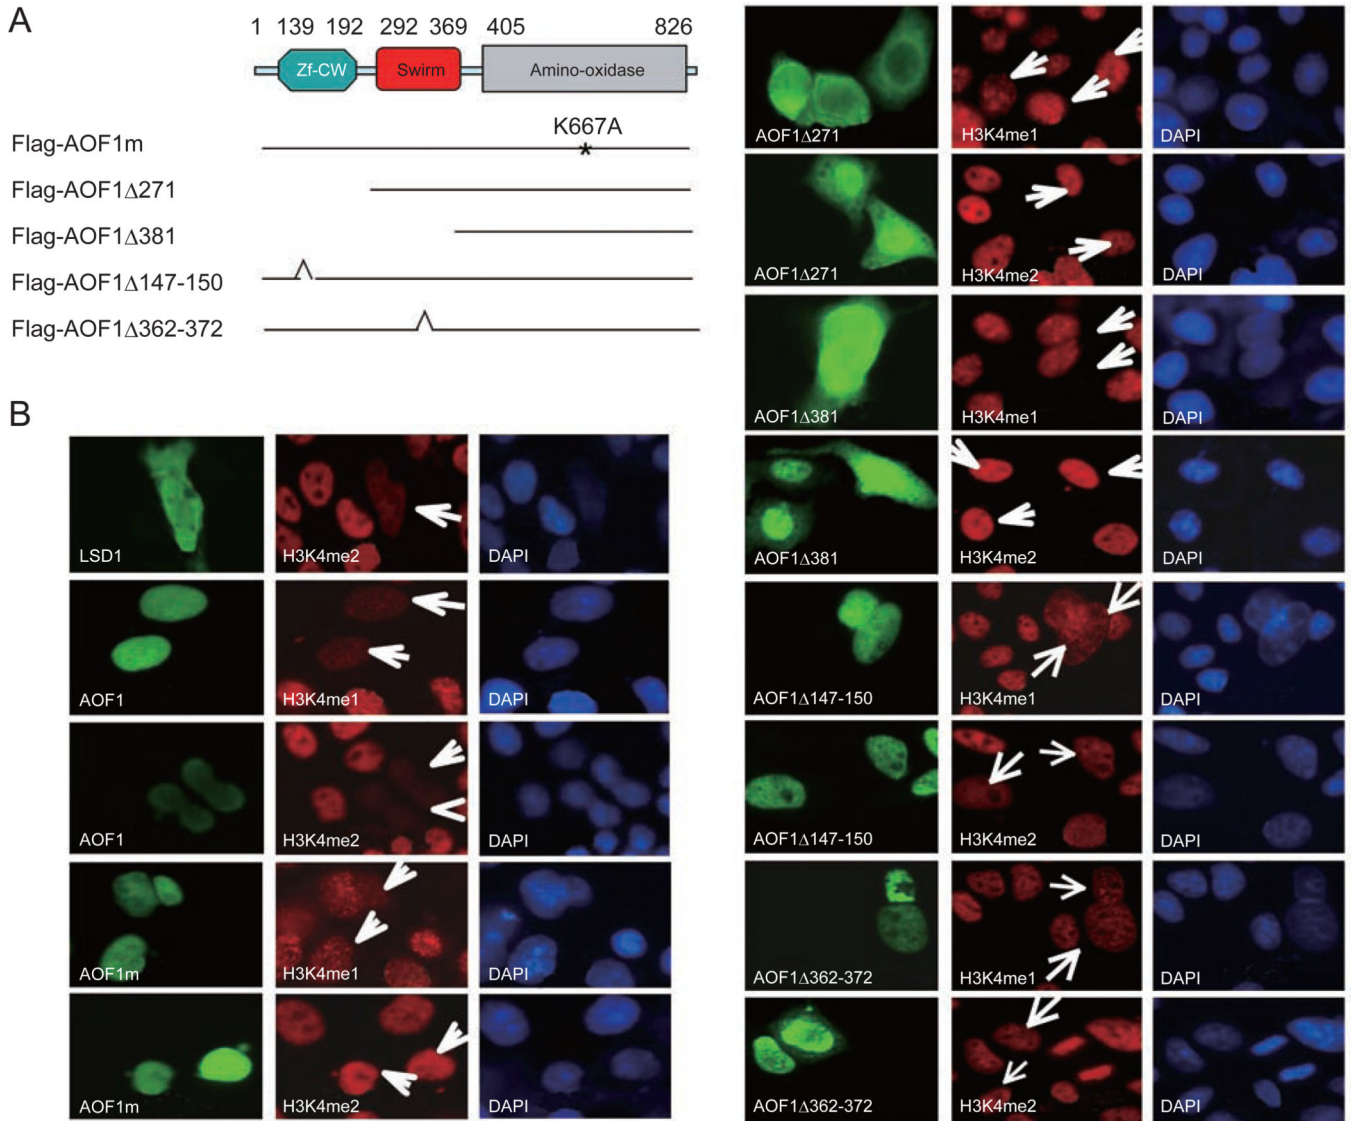 A
1 139 192 292 369 405 826
Zf-CW Swirm Amino-oxidase
K667A
Flag-AOF1m *
Flag-AOF1Δ271
Flag-AOF1Δ381
Flag-AOF1Δ147-150
Flag-AOF1Δ362-372
B
LSD1 H3K4me2 DAPI
AOF1 H3K4me1 DAPI
AOF1 H3K4me2 DAPI
AOF1m H3K4me1 DAPI
AOF1m H3K4me2 DAPI
AOF1Δ271 H3K4me1 DAPI
AOF1Δ271 H3K4me2 DAPI
AOF1Δ381 H3K4me1 DAPI
AOF1Δ381 H3K4me2 DAPI
AOF1Δ147-150 H3K4me1 DAPI
AOF1Δ147-150 H3K4me2 DAPI
AOF1Δ362-372 H3K4me1 DAPI
AOF1Δ362-372 H3K4me2 DAPI